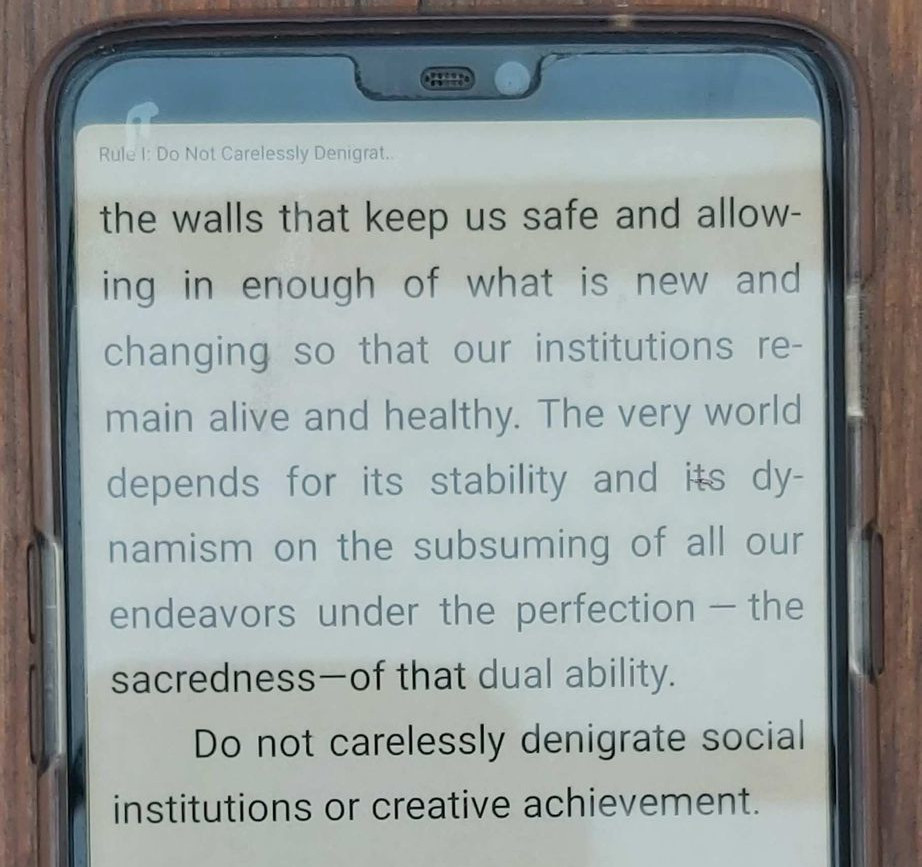 Rule I: Do Not Carelessly Denigrat..
the walls that keep us safe and allow-
ing in enough of what is new and
changing so that our institutions re-
main alive and healthy. The very world
depends for its stability and its dy-
namism on the subsuming of all our
endeavors under the perfection — the
sacredness—of that dual ability.
Do not carelessly denigrate social
institutions or creative achievement.